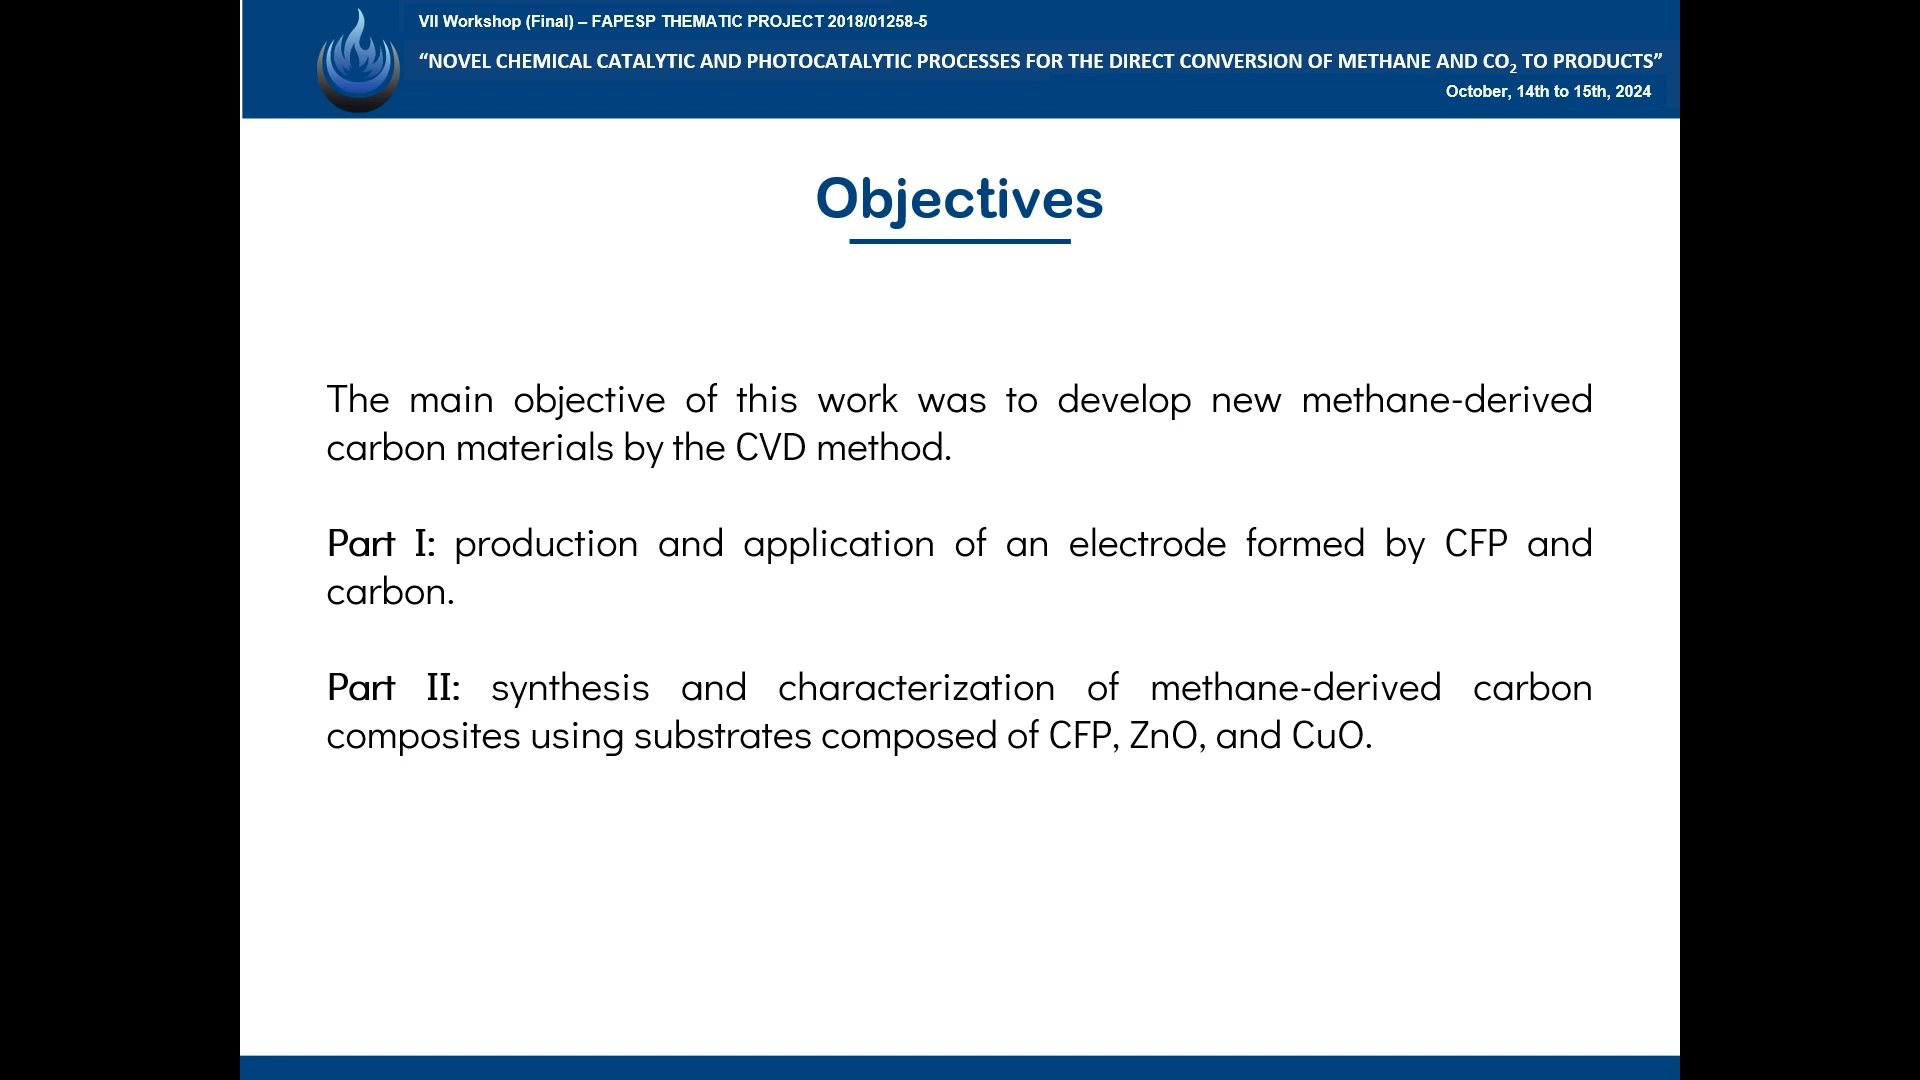 VII Workshop (Final) – FAPESP THEMATIC PROJECT 2018/01258-5
“NOVEL CHEMICAL CATALYTIC AND PHOTOCATALYTIC PROCESSES FOR THE DIRECT CONVERSION OF METHANE AND CO₂ TO PRODUCTS”
October, 14th to 15th, 2024
Objectives
The main objective of this work was to develop new methane-derived
carbon materials by the CVD method.
Part I: production and application of an electrode formed by CFP and
carbon.
Part II: synthesis and characterization of methane-derived carbon
composites using substrates composed of CFP, ZnO, and CuO.